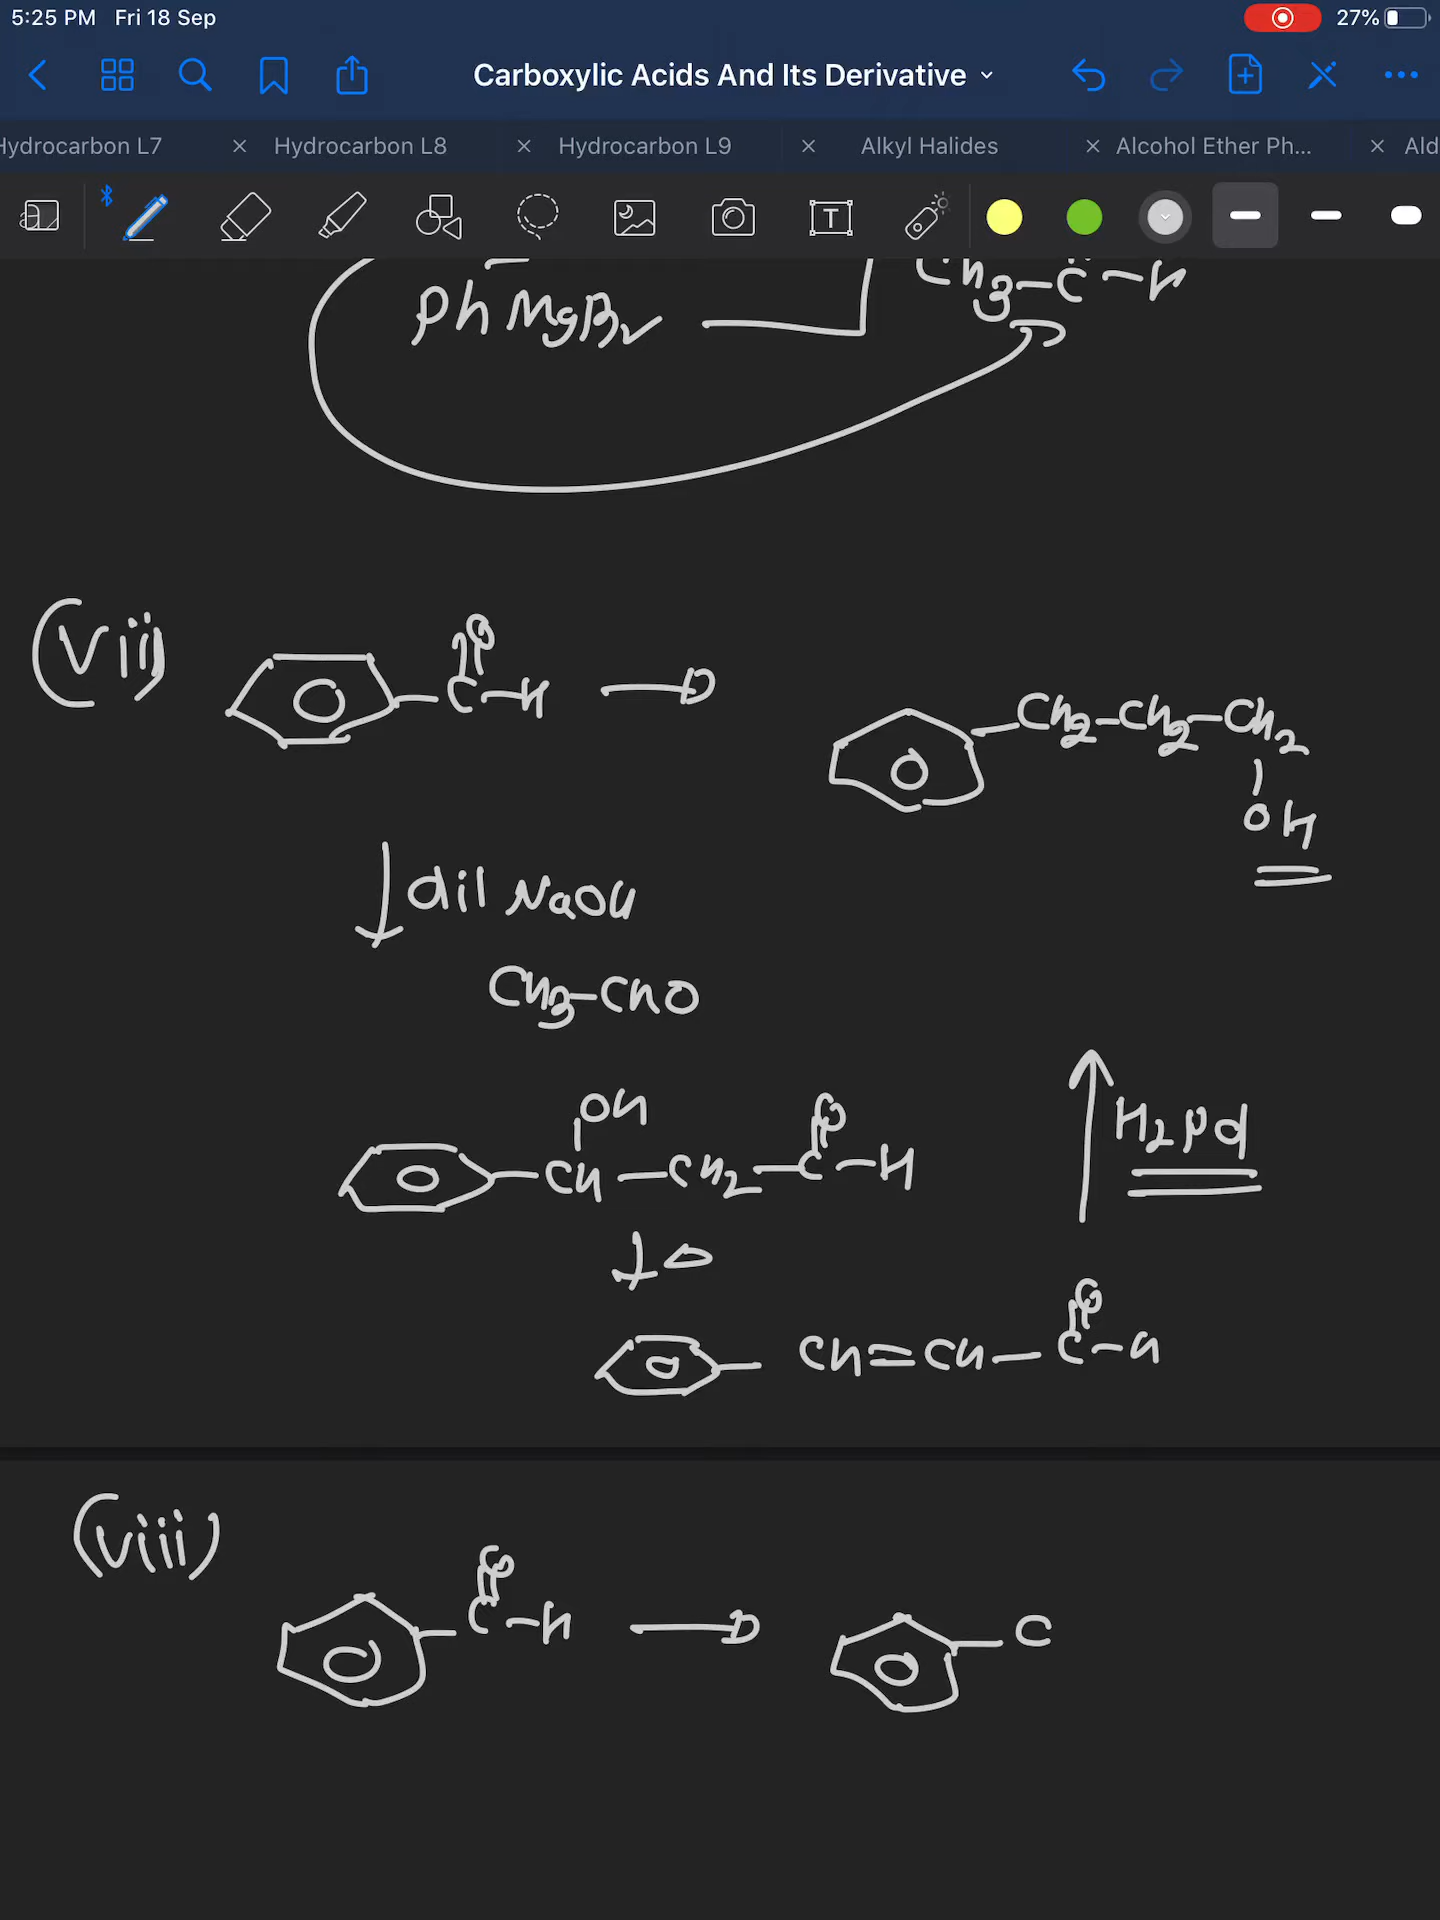 5:25 PM Fri 18 Sep 27%
Carboxylic Acids And Its Derivative
Hydrocarbon L7 Hydrocarbon L8 Hydrocarbon L9 Alkyl Halides Alcohol Ether Ph... Ald
T
CH3-C-H
PhMgBr
(vii) O
C-H
CH2-CH2-CH2
OH
dil NaOH
CH3-CHO
OH O
CH-CH2-C-H
H2 Pd
Δ
O
CH=CH-C-H
(viii)
O
C-H C